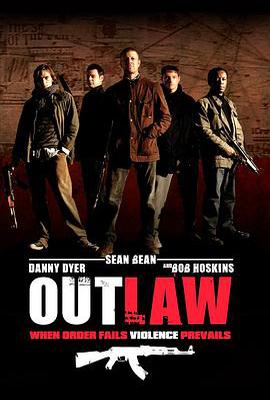 SEAN BEAN
DANNY DYER AND BOB HOSKINS
OUTLAW
WHEN ORDER FAILS VIOLENCE PREVAILS